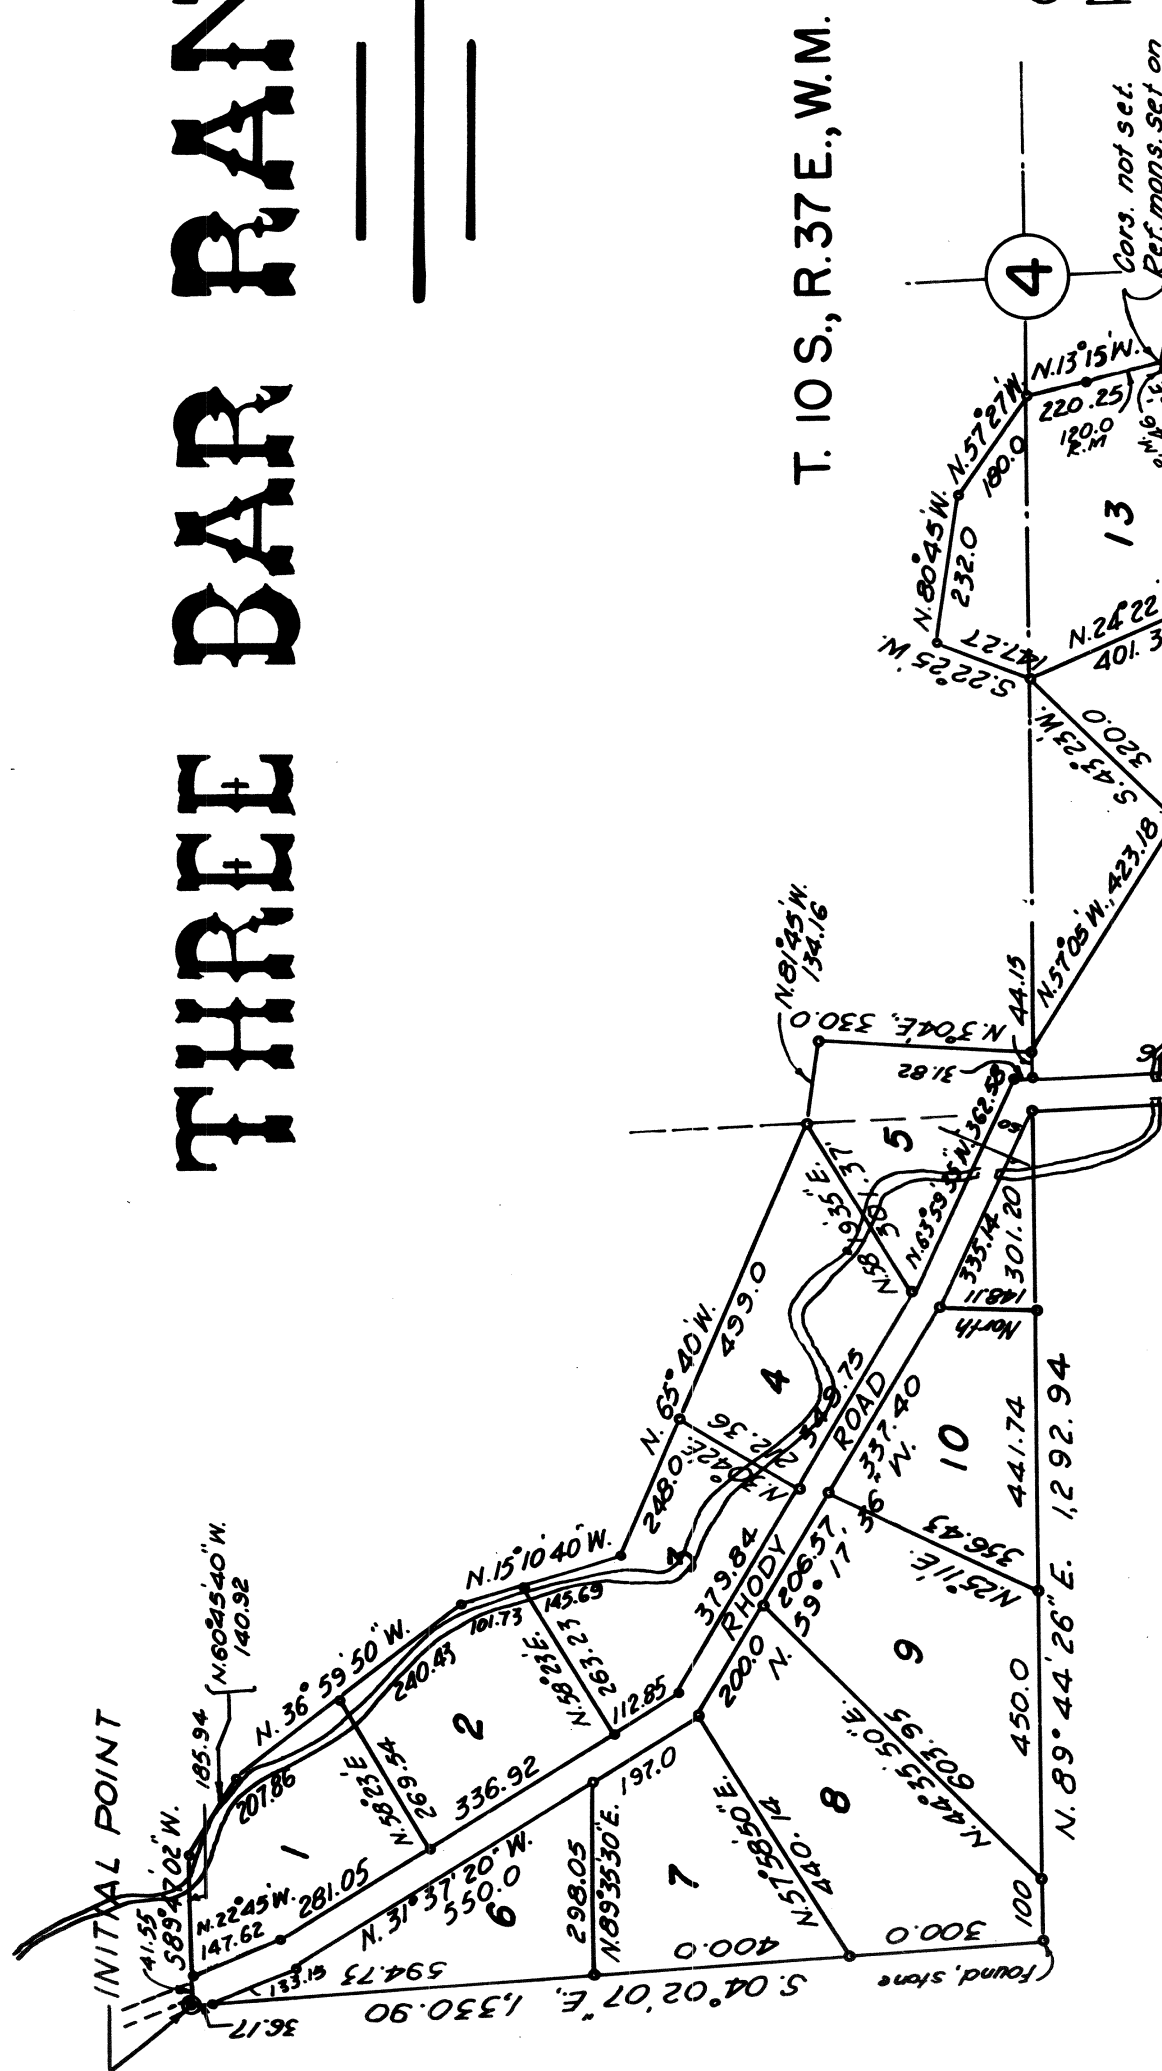 THREE BAR RAN
T. 10 S., R. 37 E., W.M.
4
Cors. not set.
Ref. mons. set on
N.13°15'W.
220.25
120.0
R.M
N.57°27'W.
180.0
N.80°45'W.
232.0
S.22°25'W.
147.27
13
N.24°22
401.3
S.43°23'W.
320.0
N.57°05'W., 423.18
44.15
N.81°45'W.
134.16
N.3°04'E., 330.0
31.82
5
N.63°59'35"W., 362.53
50
335.14
301.20
148.11
North
499.0
N. 65° 40'W.
4
349.75
ROAD
337.40
10
441.74
N. 89° 44' 26" E. 1,292.94
248.0
212.36
N.15°10'40"W.
3
379.84
RHODY
206.57,
N. 59° 17' 36" W.
N.25°11'E.
356.43
9
450.0
200.0
N.44°35'50"E.
603.95
8
100
145.69
101.73
N.58°23'E.
263.23
112.85
N. 36° 59' 50" W.
240.43
2
N.58°23'E
269.54
336.92
197.0
N.57°58'50"E.
440.14
300.0
(Found, stone
N.60°45'40"W.
140.92
185.94
207.86
1
INITIAL POINT
S89°47'02"W.
41.55
N.22°45'W.
147.62
281.05
N. 31° 37' 20" W.
550.0
6
298.05
N.89°35'30"E.
7
400.0
133.15
594.73
36.17
S. 04° 02' 07" E, 1,330.90